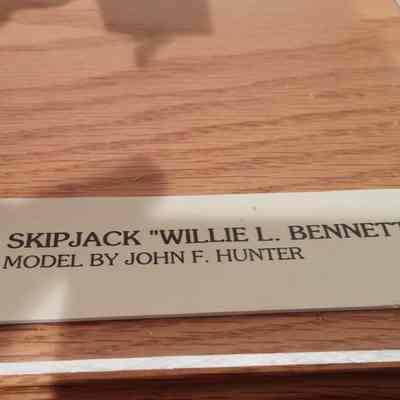 SKIPJACK "WILLIE L. BENNETT
MODEL BY JOHN F. HUNTER